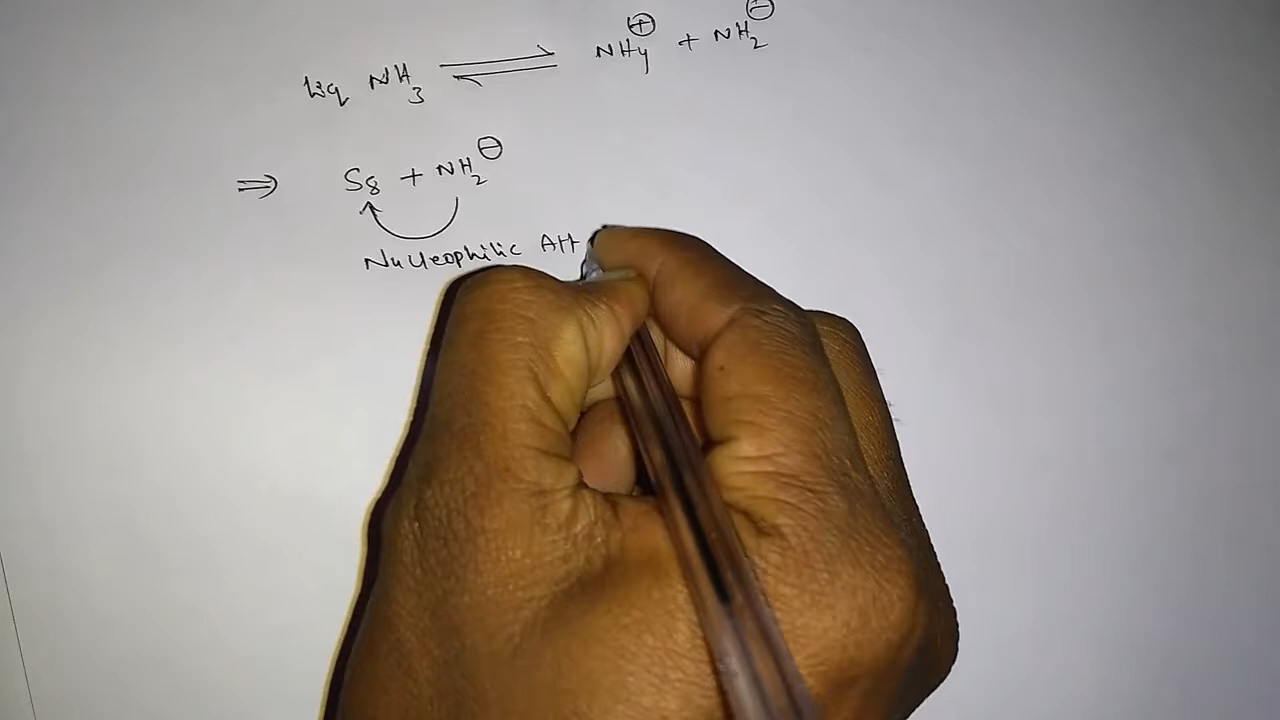 liq NH3 ⇌ NH4⊕ + NH2⊖
⇒ S8 + NH2⊖
Nucleophilic Att